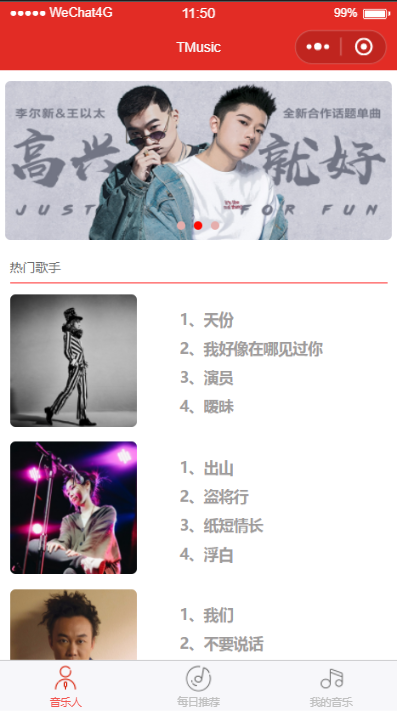 WeChat4G 11:50 99%
TMusic
李尔新&王以太 全新合作话题单曲
高兴就好
JUST FOR FUN
热门歌手
1、天份
2、我好像在哪见过你
3、演员
4、暧昧
1、出山
2、盗将行
3、纸短情长
4、浮白
1、我们
2、不要说话
音乐人 每日推荐 我的音乐